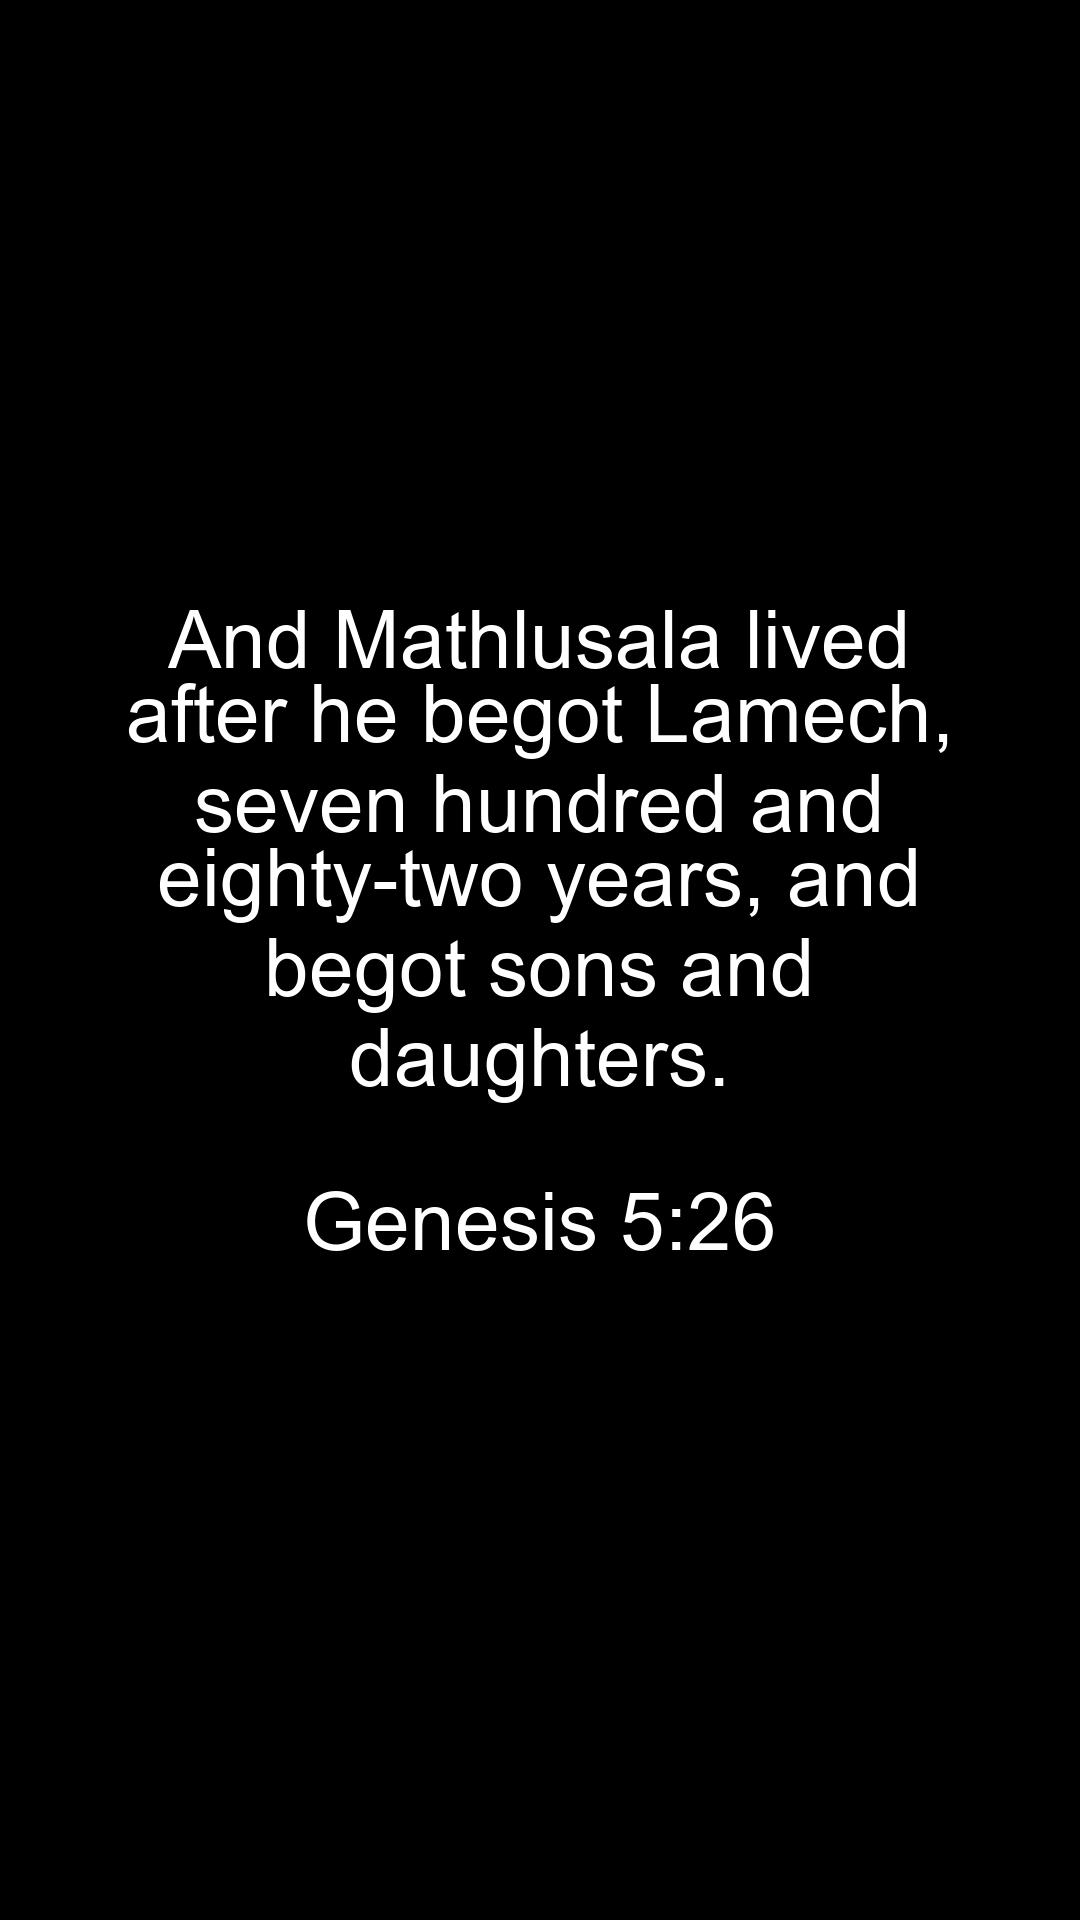 And Mathlusala lived
after he begot Lamech,
seven hundred and
eighty-two years, and
begot sons and
daughters.
Genesis 5:26